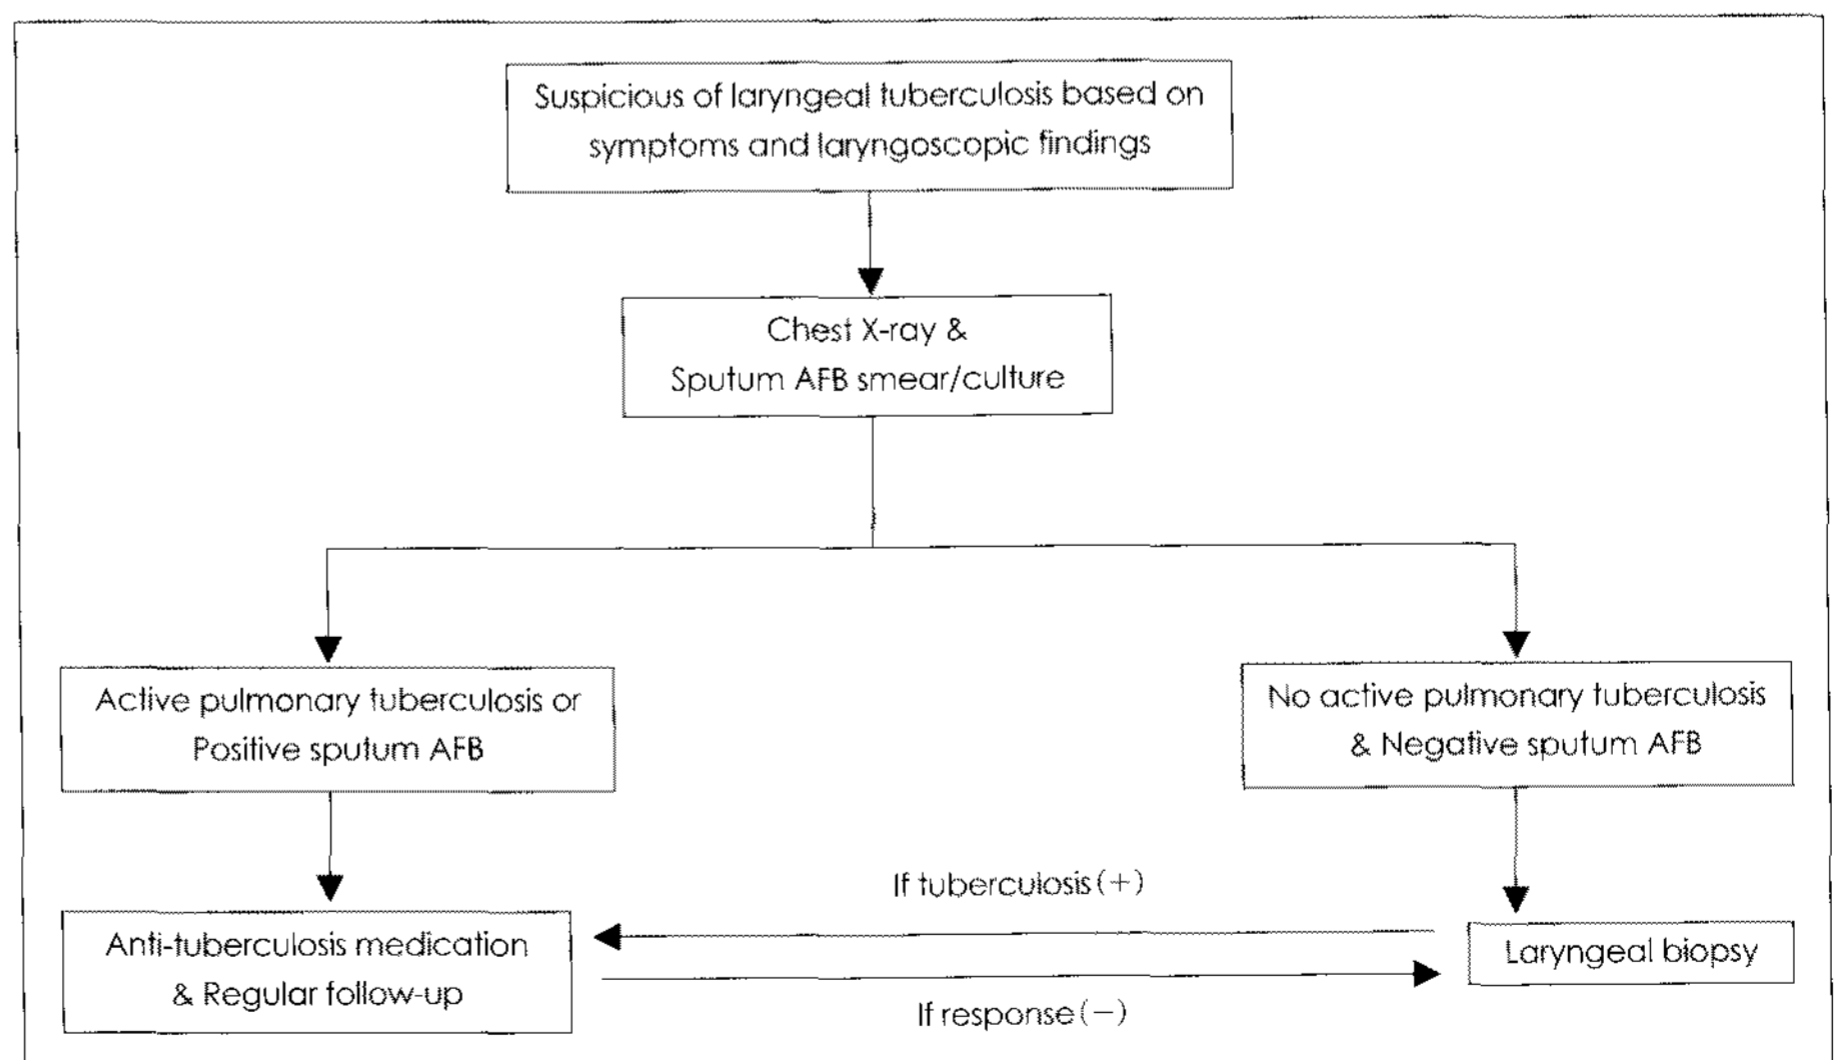 Suspicious of laryngeal tuberculosis based on
symptoms and laryngoscopic findings
Chest X-ray &
Sputum AFB smear/culture
Active pulmonary tuberculosis or
Positive sputum AFB
No active pulmonary tuberculosis
& Negative sputum AFB
If tuberculosis(+)
Anti-tuberculosis medication
& Regular follow-up
Laryngeal biopsy
If response(−)